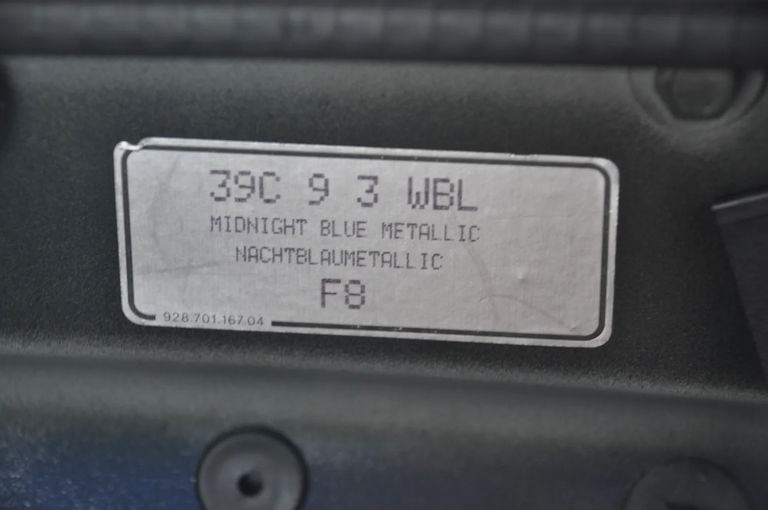 39C 9 3 WBL
MIDNIGHT BLUE METALLIC
NACHTBLAUMETALLIC
F8
928.701.167.04